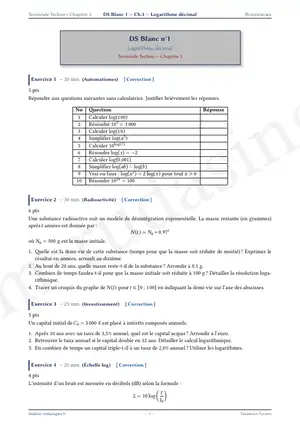 Terminale Techno • Chapitre 1
DS Blanc 1 — Ch.1 — Logarithme décimal
DS Blanc n°1
Logarithme décimal
Terminale Techno — Chapitre 1
Exercice 1 ~ 20 min (Automatismes) [ Correction ]
5 pts
Répondre aux questions suivantes sans calculatrice. Justifier brièvement les réponses.
No Question Réponse
1 Calculer log(100)
2 Résoudre 10ˣ = 1 000
3 Calculer log(10)
4 Simplifier
5 Calculer
6 Résoudre log(x) = −2
7 Calculer log(0,001)
8 Simplifier log(ab) − log(b)
9 Vrai ou faux : log(x²) = 2 log(x) pour tout x > 0
10 Résoudre 10²ˣ = 100
Exercice 2 ~ 30 min (Radioactivité) [ Correction ]
6 pts
Une substance radioactive suit un modèle de désintégration exponentielle. La masse restante (en grammes)
après t années est donnée par :
N(t) = N₀ × 0,97ᵗ
où N₀ = 500 g est la masse initiale.
1. Quelle est la demi-vie de cette substance (temps pour que la masse soit réduite de moitié) ? Exprimer le
résultat en années, arrondi au dixième.
2. Au bout de 20 ans, quelle masse reste-t-il de la substance ? Arrondir à 0,1 g.
3. Combien de temps faudra-t-il pour que la masse initiale soit réduite à 100 g ? Détailler la résolution loga-
rithmique.
4. Tracer un croquis du graphe de N(t) pour t ∈ [0 ; 100] en indiquant la demi-vie sur l'axe des abscisses.
Exercice 3 ~ 25 min (Investissement) [ Correction ]
5 pts
Un capital initial de C₀ = 5 000 € est placé à intérêts composés annuels.
1. Après 10 ans avec un taux de 3,5% annuel, quel est le capital acquis ? Arrondir à l'euro.
2. Retrouver le taux annuel si le capital double en 22 ans. Détailler le calcul logarithmique.
3. En combien de temps un capital triple-t-il à un taux de 2,8% annuel ? Utiliser les logarithmes.
Exercice 4 ~ 25 min (Échelle log) [ Correction ]
4 pts
L'intensité d'un bruit est mesurée en décibels (dB) selon la formule :
L = 10 log(I/I₀)
– 1 –
Terminale Techno